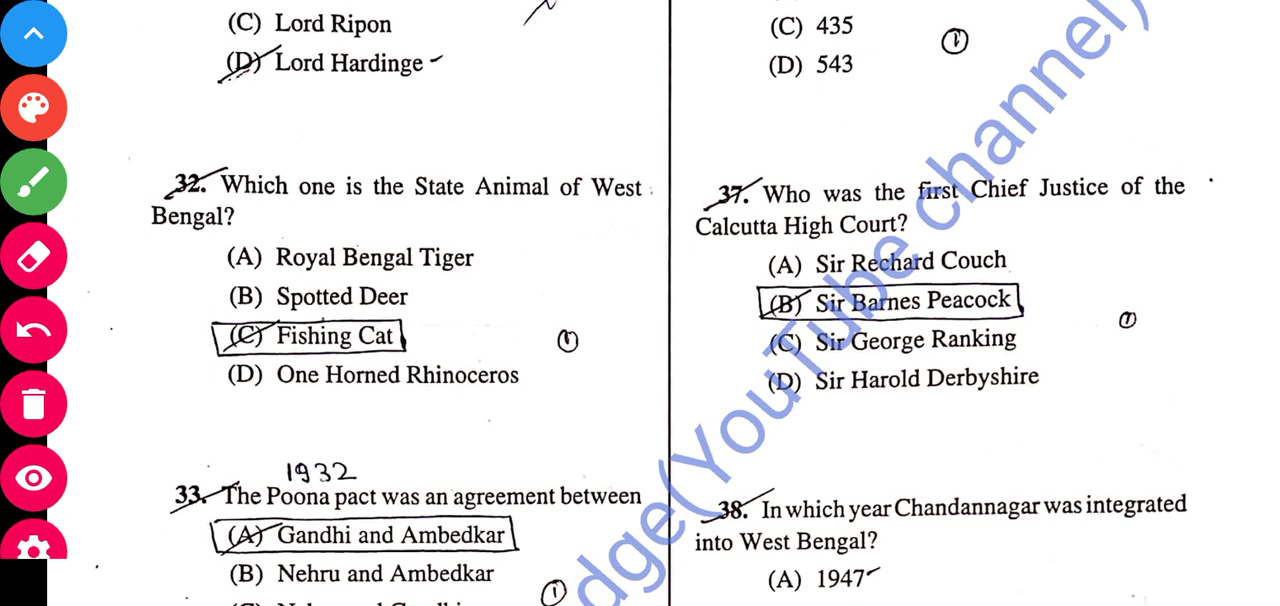 (C) Lord Ripon
(D) Lord Hardinge
32. Which one is the State Animal of West
Bengal?
(A) Royal Bengal Tiger
(B) Spotted Deer
(C) Fishing Cat
(D) One Horned Rhinoceros
1932
33. The Poona pact was an agreement between
(A) Gandhi and Ambedkar
(B) Nehru and Ambedkar
(C) 435
(D) 543
37. Who was the first Chief Justice of the
Calcutta High Court?
(A) Sir Rechard Couch
(B) Sir Barnes Peacock
(C) Sir George Ranking
(D) Sir Harold Derbyshire
38. In which year Chandannagar was integrated
into West Bengal?
(A) 1947
dge(YouTube channel)